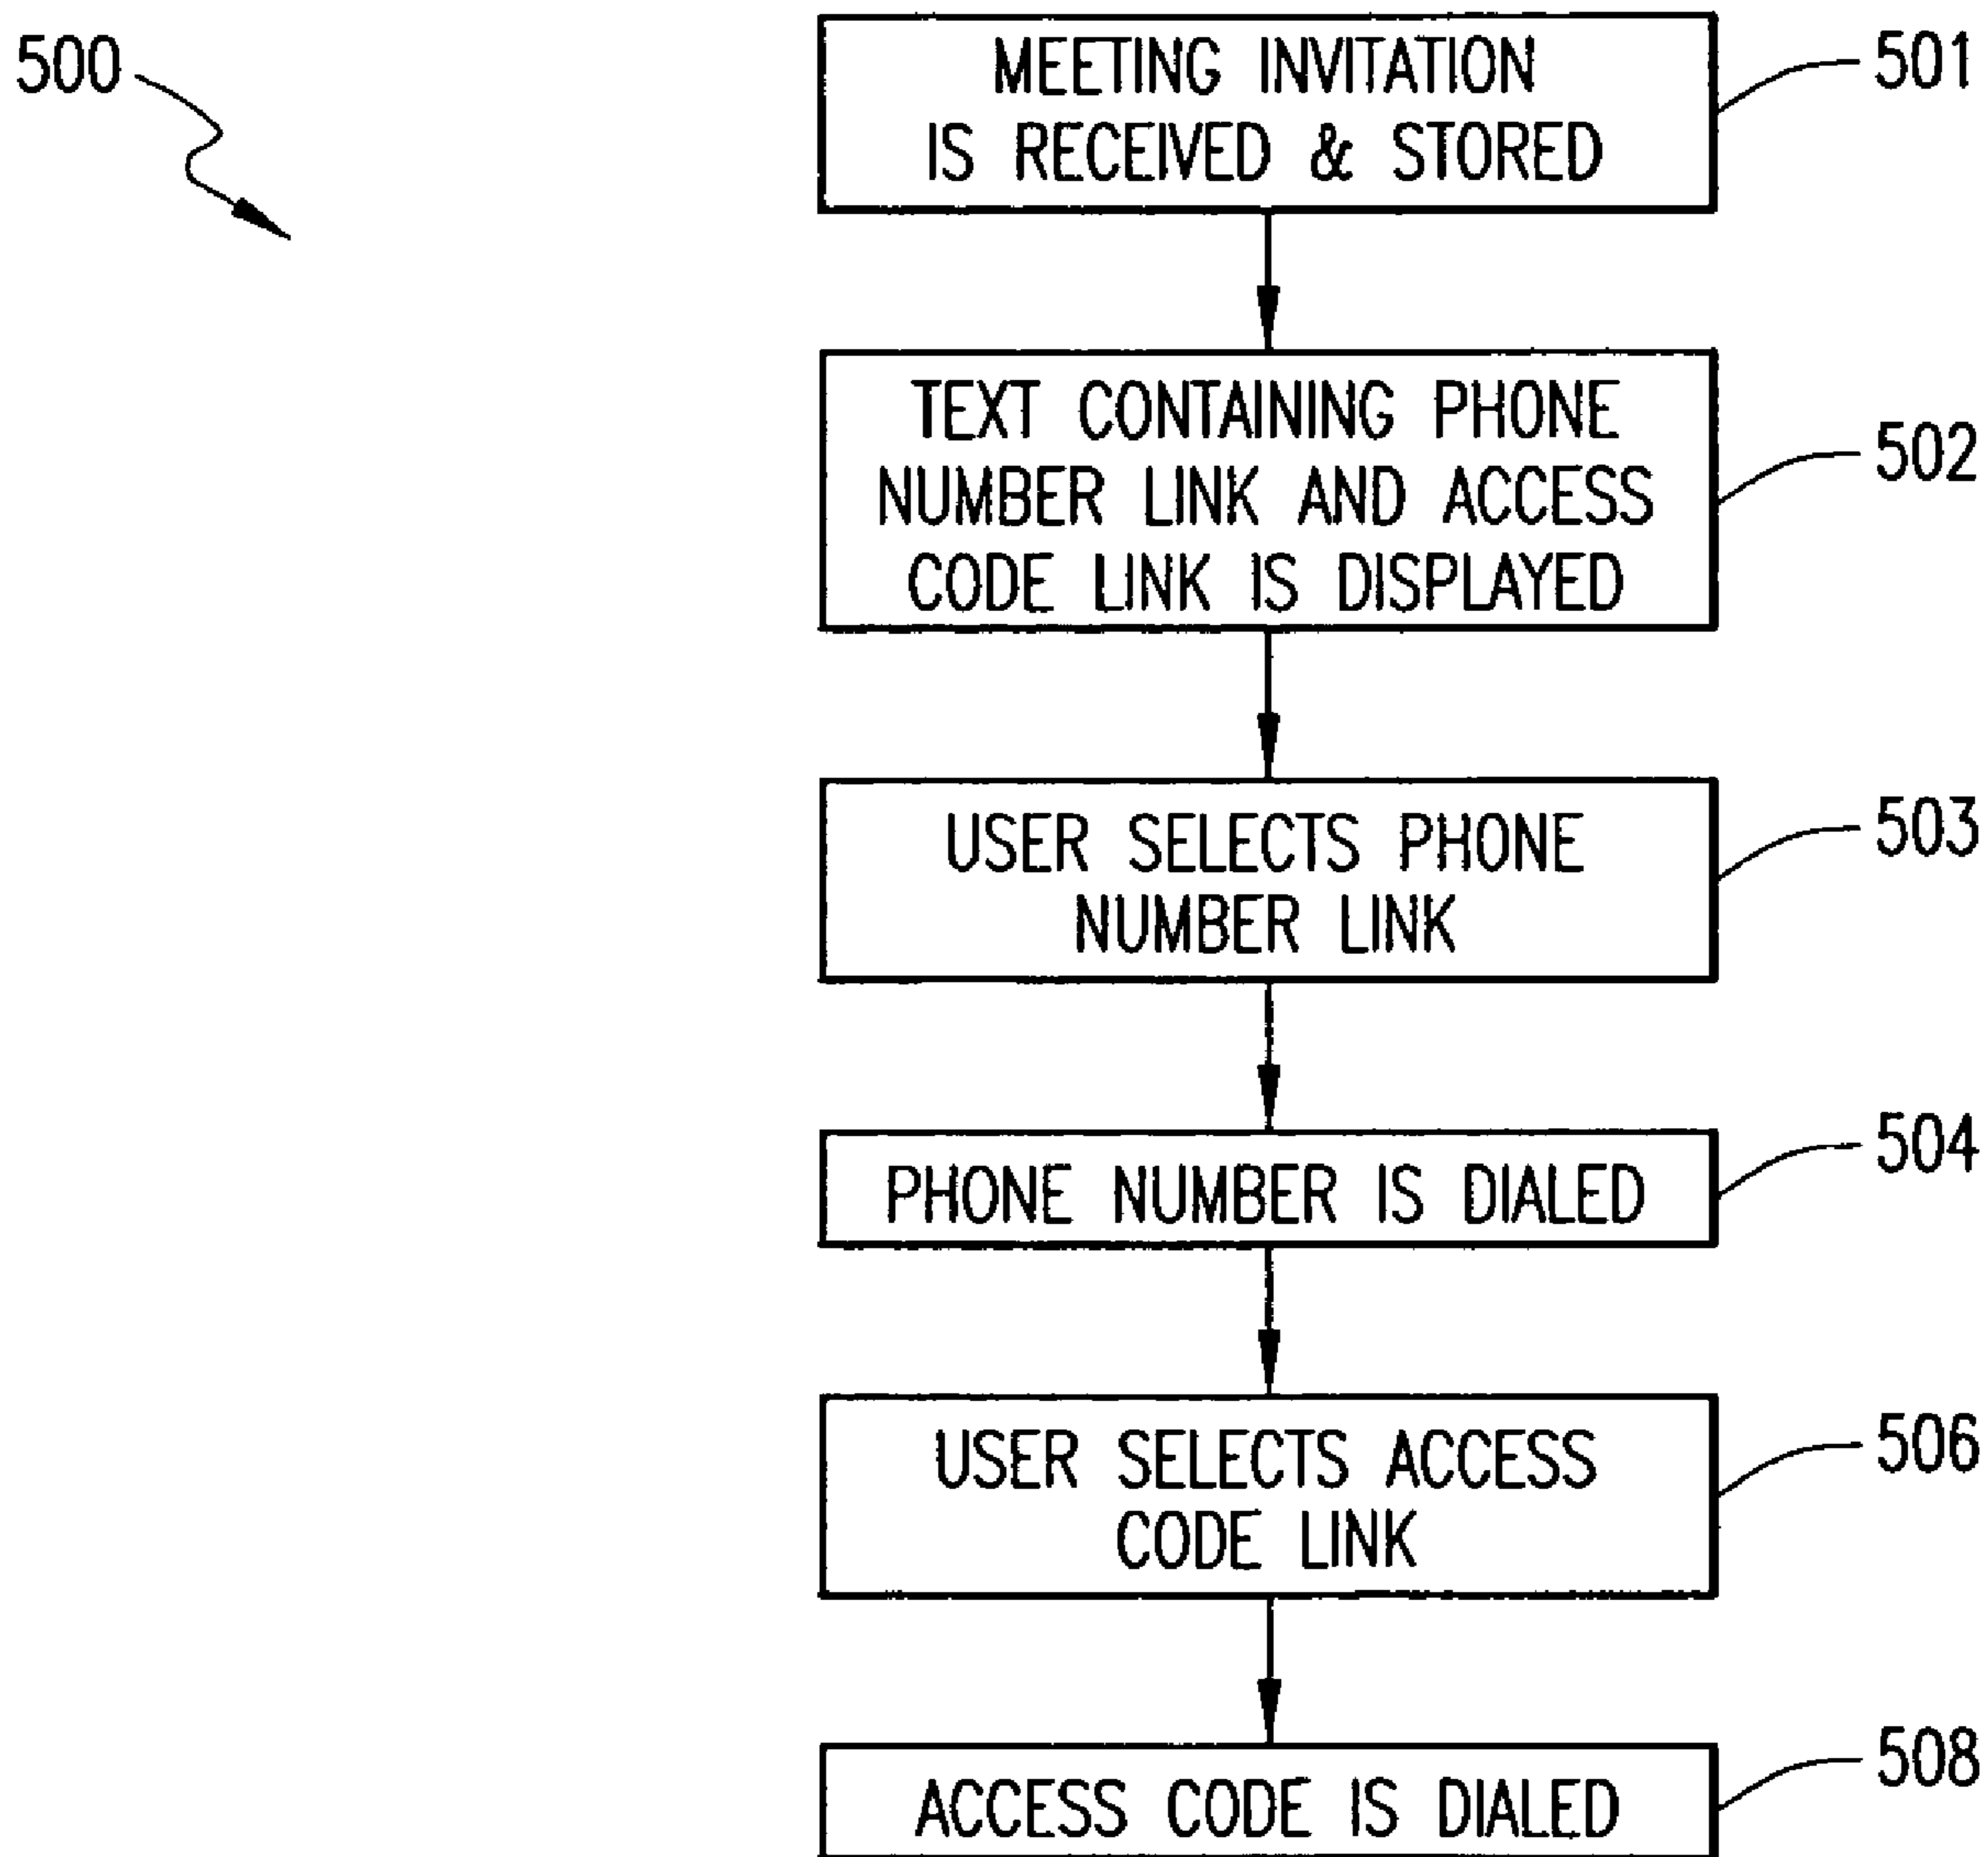 500
MEETING INVITATION
IS RECEIVED & STORED
501
TEXT CONTAINING PHONE
NUMBER LINK AND ACCESS
CODE LINK IS DISPLAYED
502
USER SELECTS PHONE
NUMBER LINK
503
PHONE NUMBER IS DIALED
504
USER SELECTS ACCESS
CODE LINK
506
ACCESS CODE IS DIALED
508